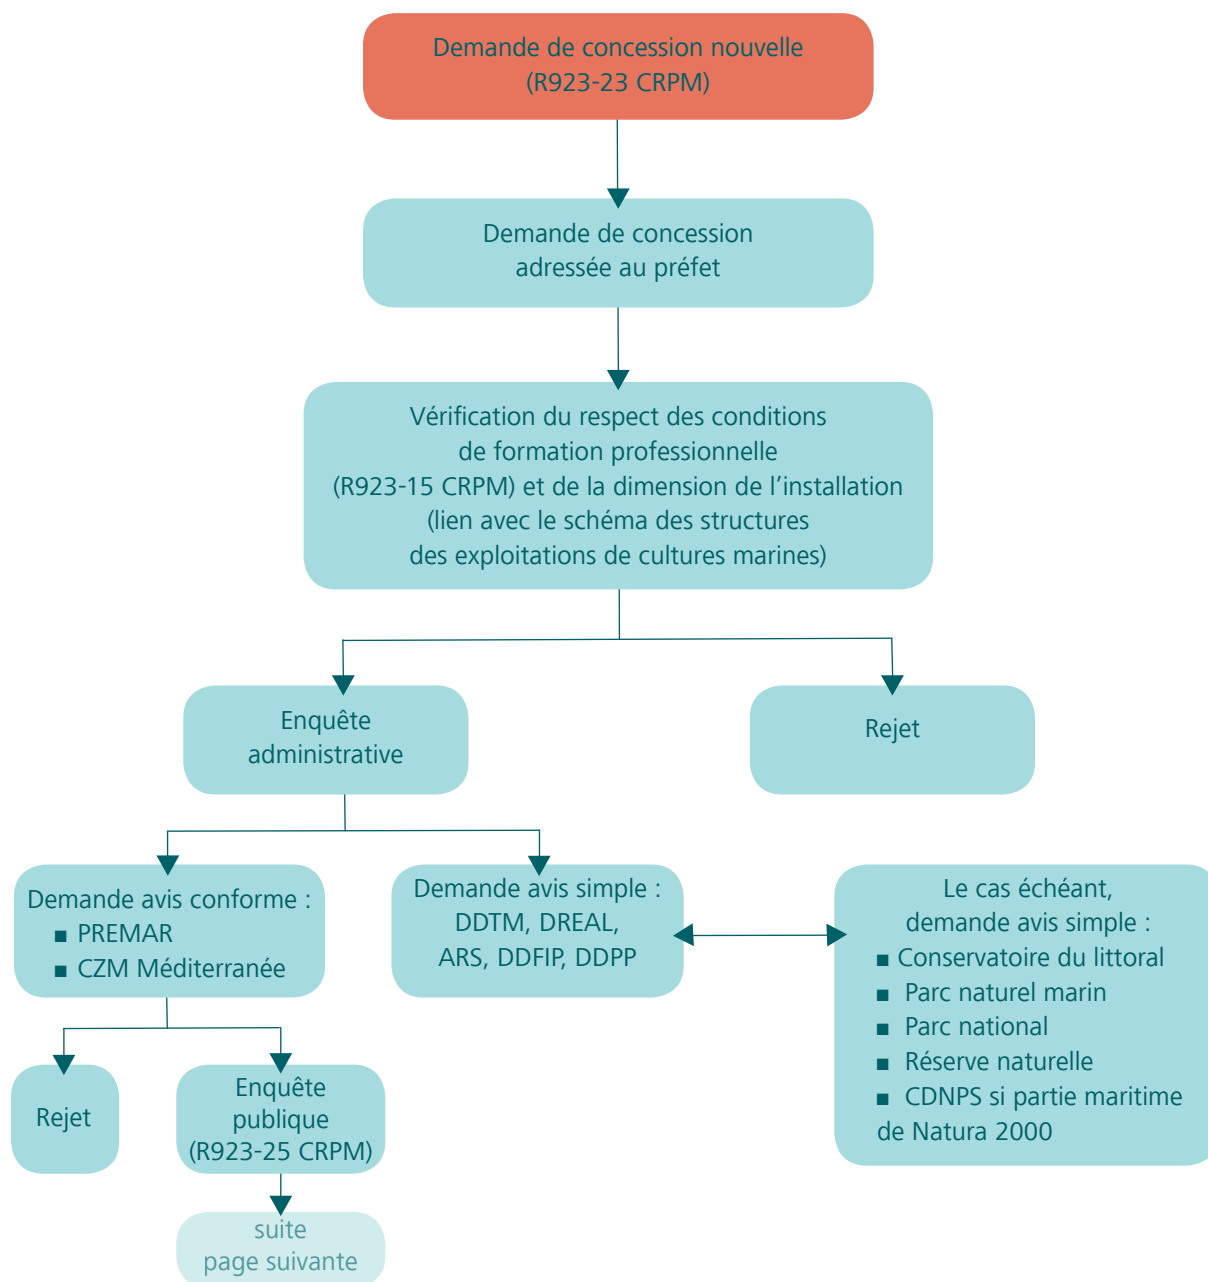 Demande de concession nouvelle
(R923-23 CRPM)
Demande de concession
adressée au préfet
Vérification du respect des conditions
de formation professionnelle
(R923-15 CRPM) et de la dimension de l'installation
(lien avec le schéma des structures
des exploitations de cultures marines)
Enquête
administrative
Rejet
Demande avis conforme :
■ PREMAR
■ CZM Méditerranée
Demande avis simple :
DDTM, DREAL,
ARS, DDFIP, DDPP
Le cas échéant,
demande avis simple :
■ Conservatoire du littoral
■ Parc naturel marin
■ Parc national
■ Réserve naturelle
■ CDNPS si partie maritime
de Natura 2000
Rejet
Enquête
publique
(R923-25 CRPM)
suite
page suivante